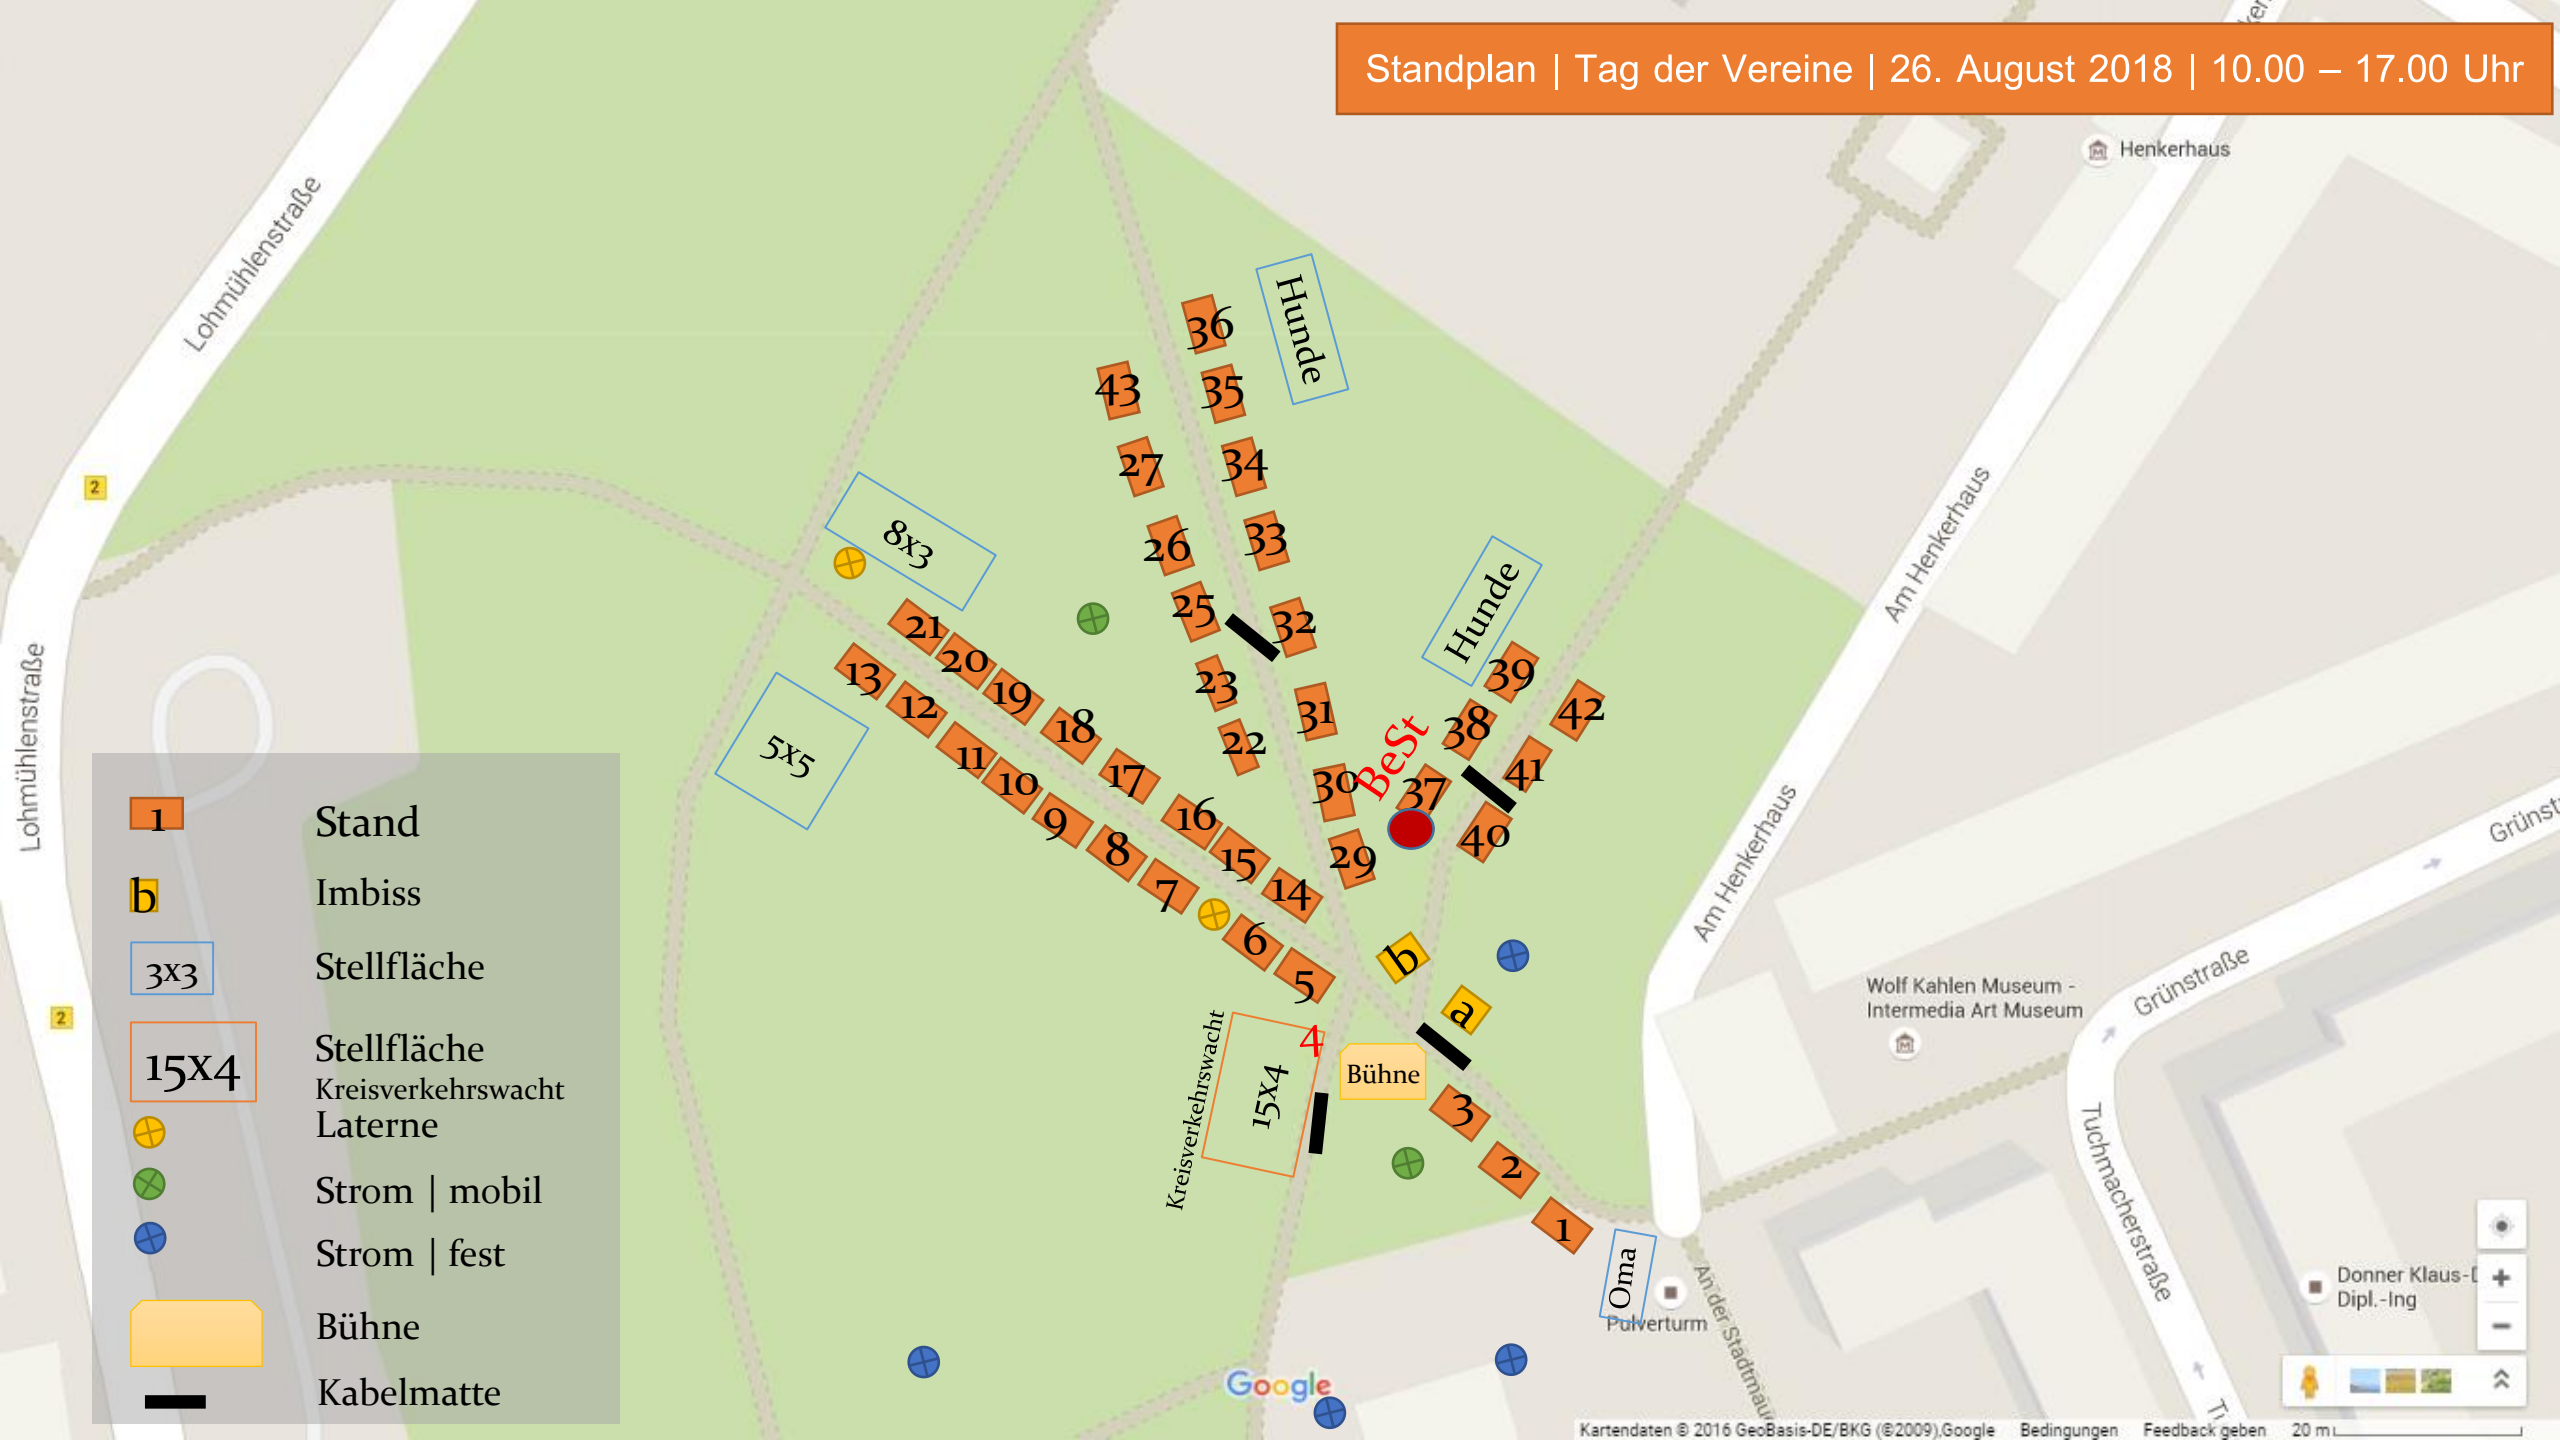 Standplan | Tag der Vereine | 26. August 2018 | 10.00 – 17.00 Uhr
Henkerhaus
Lohmühlenstraße
Hunde
36
43
35
27
34
2
8x3
26
33
Hunde
25
32
21
13
20
39
12
19
23
42
Am Henkerhaus
5x5
11
18
22
31
38
BeSt
10
17
30
37
41
9
16
40
8
15
29
7
14
Lohmühlenstraße
Am Henkerhaus
6
5
b
a
4
Bühne
15x4
Kreisverkehrswacht
3
2
1
Oma
Pulverturm
Wolf Kahlen Museum -
Intermedia Art Museum
Grünstraße
Tuchmacherstraße
An der Stadtmaue
Donner Klaus-
Dipl.-Ing
2
1 Stand
b Imbiss
3x3 Stellfläche
15x4 Stellfläche
Kreisverkehrswacht
Laterne
Strom | mobil
Strom | fest
Bühne
Kabelmatte
Google
Kartendaten © 2016 GeoBasis-DE/BKG (©2009),Google Bedingungen Feedback geben 20 m